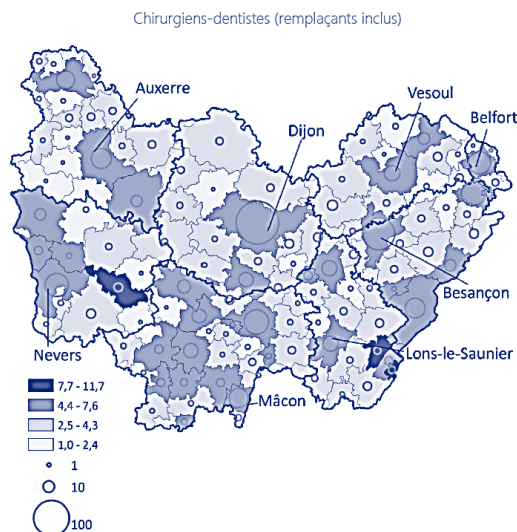 Chirurgiens-dentistes (remplaçants inclus)
Auxerre
Vesoul
Belfort
Dijon
Besançon
Nevers
Lons-le-Saunier
Mâcon
7,7 - 11,7
4,4 - 7,6
2,5 - 4,3
1,0 - 2,4
1
10
100